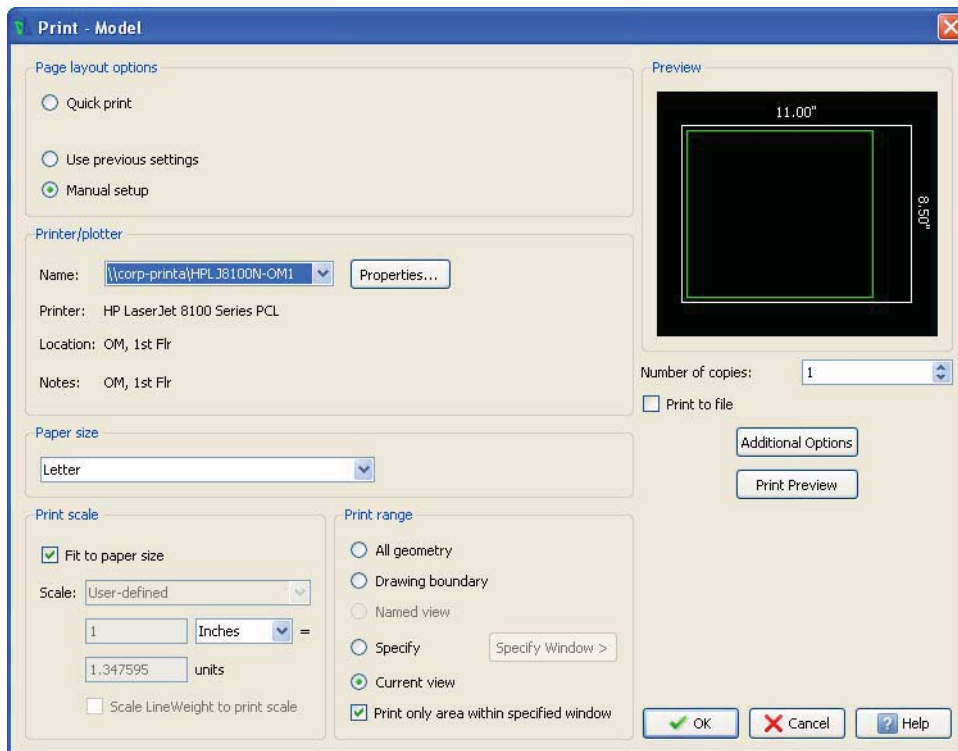 Print - Model
Page layout options
Quick print
Use previous settings
Manual setup
Printer/plotter
Name: \\corp-printa\HPLJ8100N-OM1 Properties...
Printer: HP LaserJet 8100 Series PCL
Location: OM, 1st Flr
Notes: OM, 1st Flr
Paper size
Letter
Print scale
Fit to paper size
Scale: User-defined
1 Inches =
1.347595 units
Scale LineWeight to print scale
Print range
All geometry
Drawing boundary
Named view
Specify Specify Window >
Current view
Print only area within specified window
Preview
11.00"
8.50"
Number of copies: 1
Print to file
Additional Options
Print Preview
OK Cancel ? Help